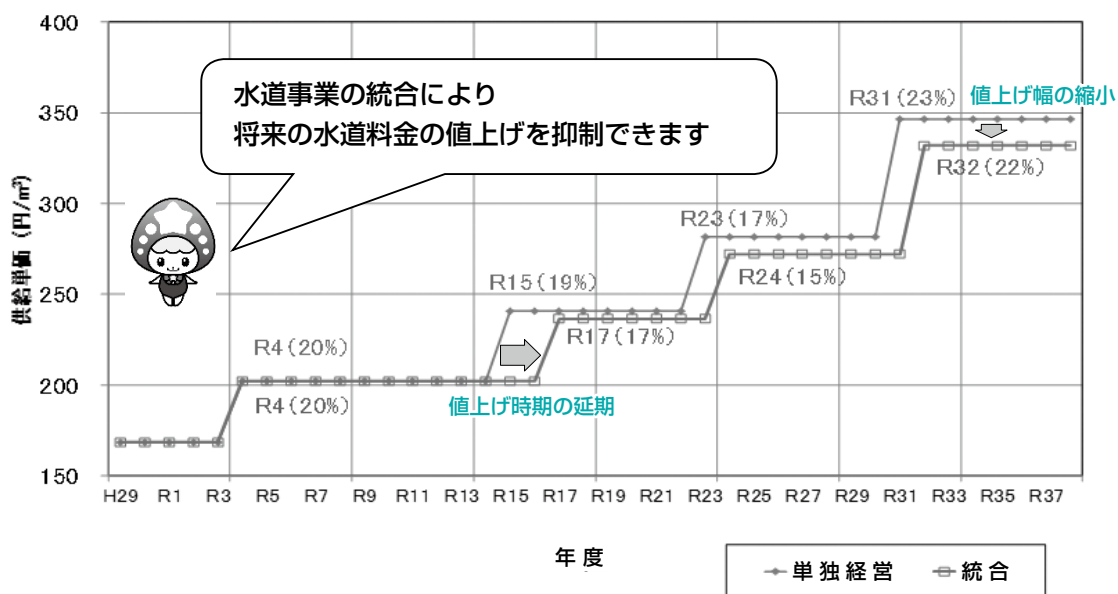 400
350
300
250
200
150
供給単価（円/㎥）
水道事業の統合により
将来の水道料金の値上げを抑制できます
R31(23%)
値上げ幅の縮小
R32(22%)
R23(17%)
R24(15%)
R15(19%)
R17(17%)
R4(20%)
R4(20%)
値上げ時期の延期
H29 R1 R3 R5 R7 R9 R11 R13 R15 R17 R19 R21 R23 R25 R27 R29 R31 R33 R35 R37
年度
単独経営 統合